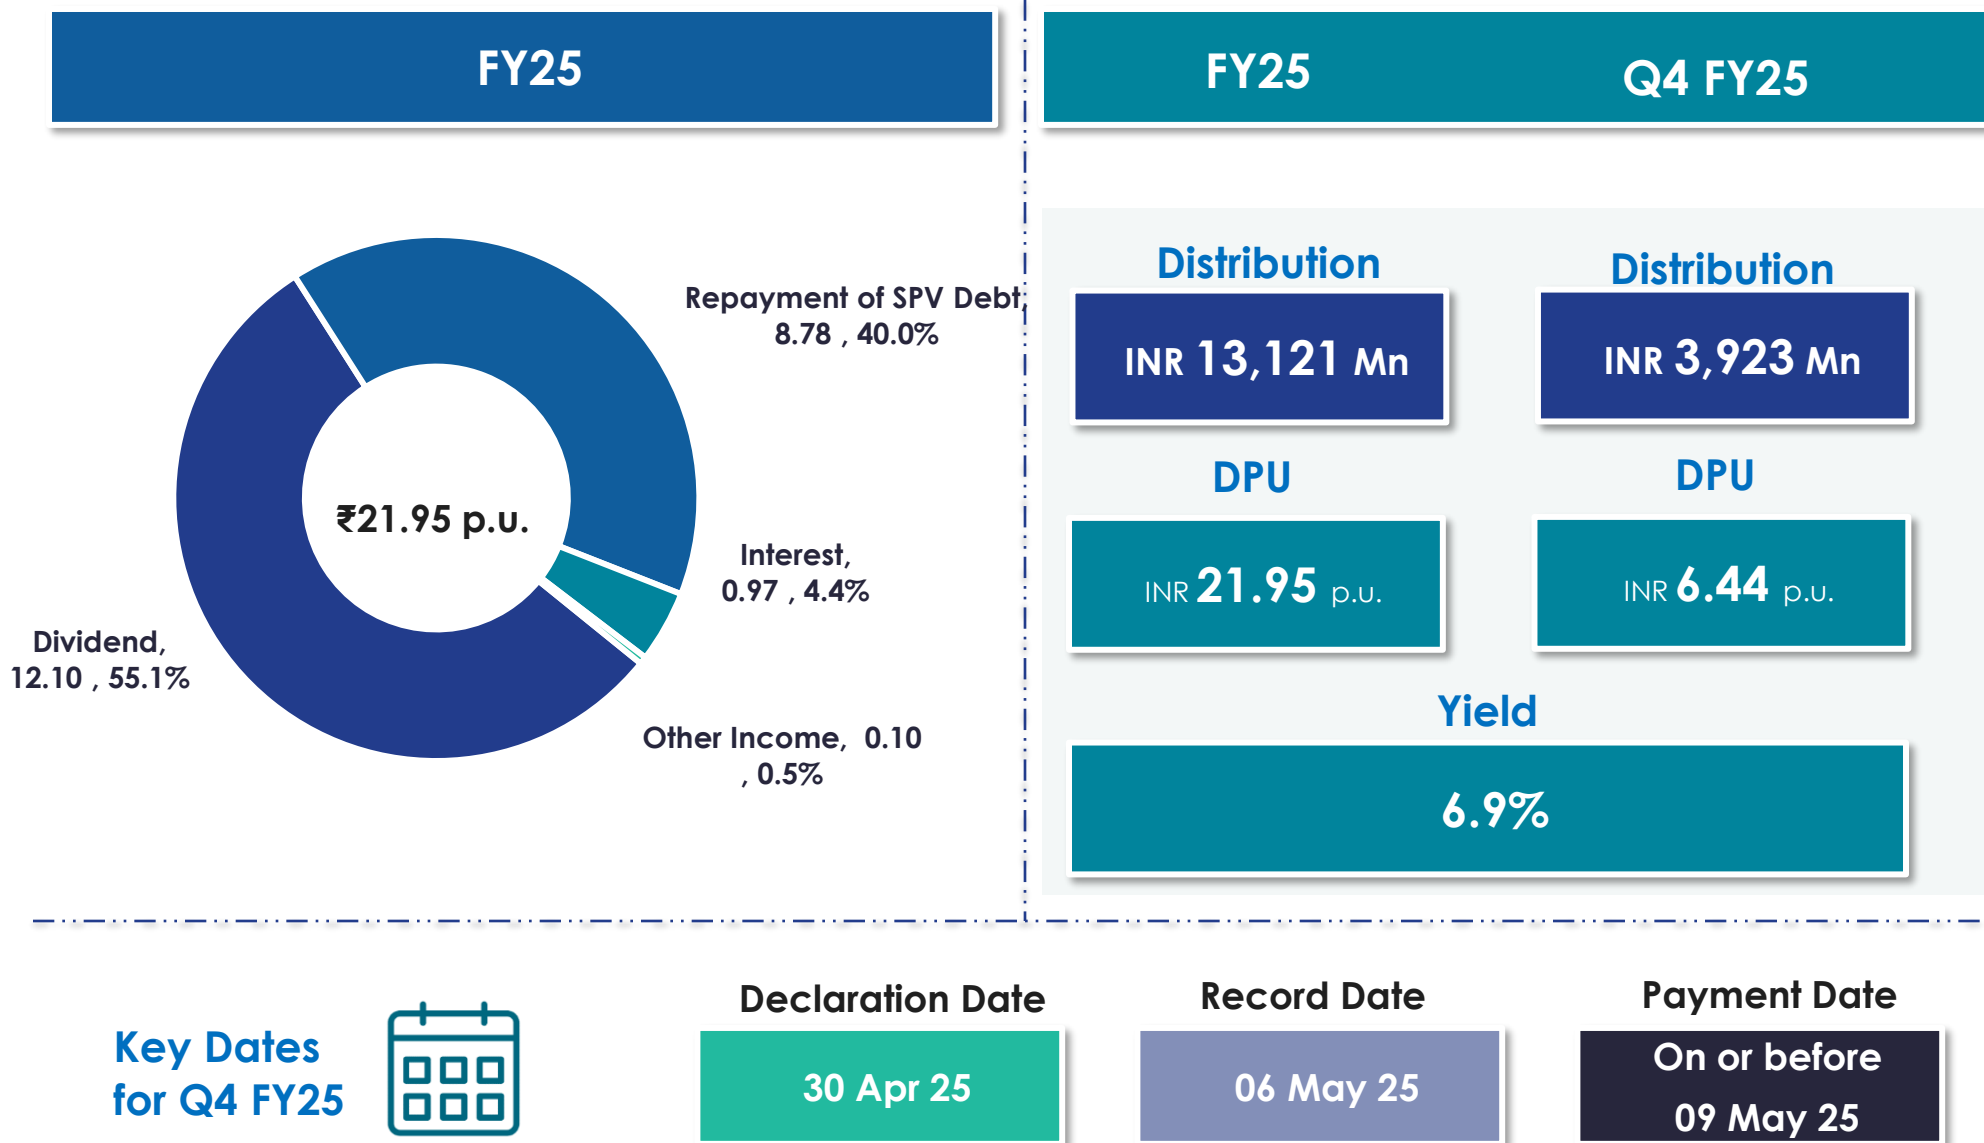 FY25
Repayment of SPV Debt,
8.78 , 40.0%
₹21.95 p.u.
Interest,
0.97 , 4.4%
Dividend,
12.10 , 55.1%
Other Income, 0.10
, 0.5%
FY25
Q4 FY25
Distribution
Distribution
INR 13,121 Mn
INR 3,923 Mn
DPU
DPU
INR 21.95 p.u.
INR 6.44 p.u.
Yield
6.9%
Key Dates
for Q4 FY25
Declaration Date
30 Apr 25
Record Date
06 May 25
Payment Date
On or before
09 May 25